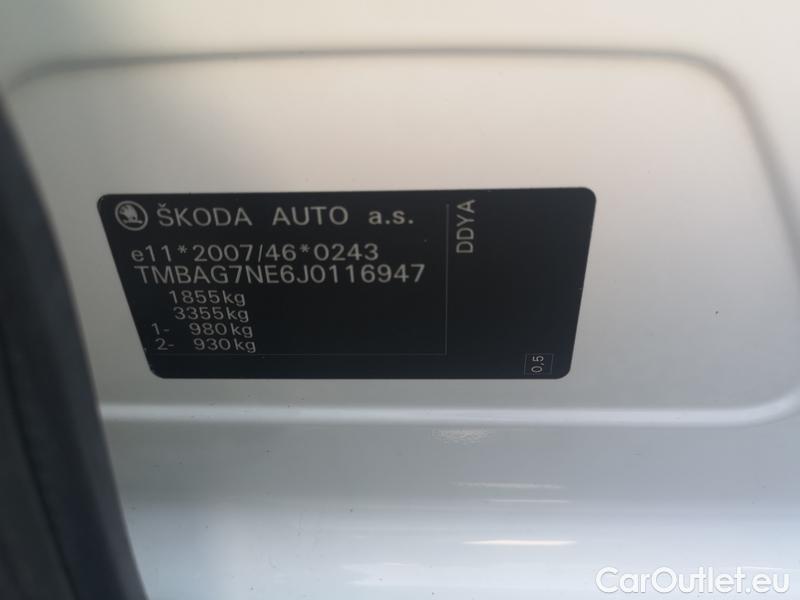 ŠKODA AUTO a.s.
e11*2007/46*0243
TMBAG7NE6J0116947
1855kg
3355kg
1- 980kg
2- 930kg
DDYA
0,5
CarOutlet.eu